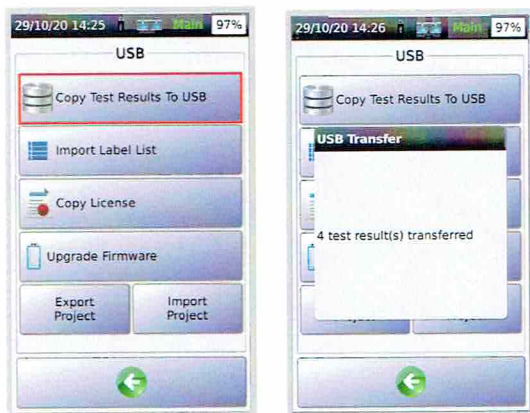 29/10/20 14:25
Main
97%
USB
Copy Test Results To USB
Import Label List
Copy License
Upgrade Firmware
Export
Project
Import
Project
29/10/20 14:26
Main
97%
USB
Copy Test Results To USB
USB Transfer
4 test result(s) transferred